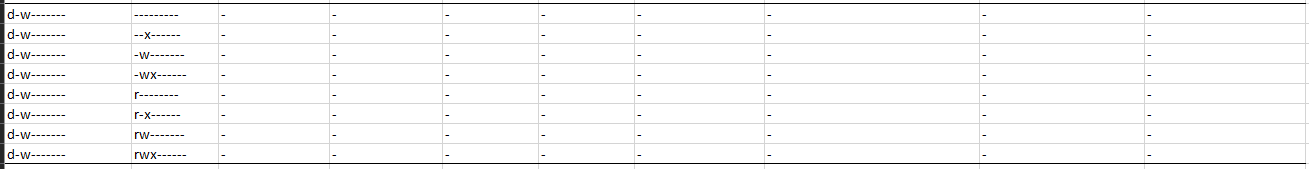 d-w------- --------- - - - - - - - -
d-w------- --x------ - - - - - - - -
d-w------- -w------- - - - - - - - -
d-w------- -wx------ - - - - - - - -
d-w------- r-------- - - - - - - - -
d-w------- r-x------ - - - - - - - -
d-w------- rw------- - - - - - - - -
d-w------- rwx------ - - - - - - - -